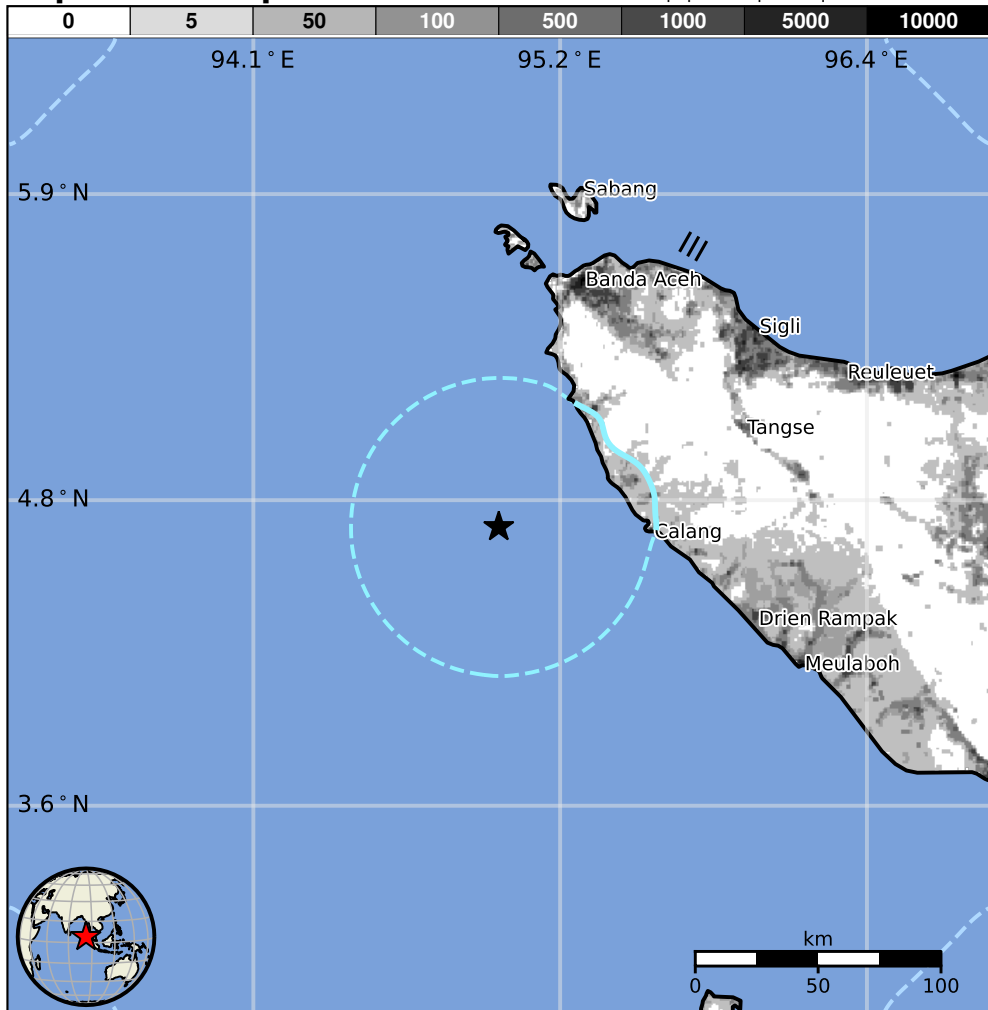 0 5 50 100 500 1000 5000 10000
94.1°E 95.2°E 96.4°E
5.9°N
Sabang
Banda Aceh
Sigli
Reuleuet
Tangse
4.8°N
Calang
Drien Rampak
Meulaboh
3.6°N
km
0 50 100